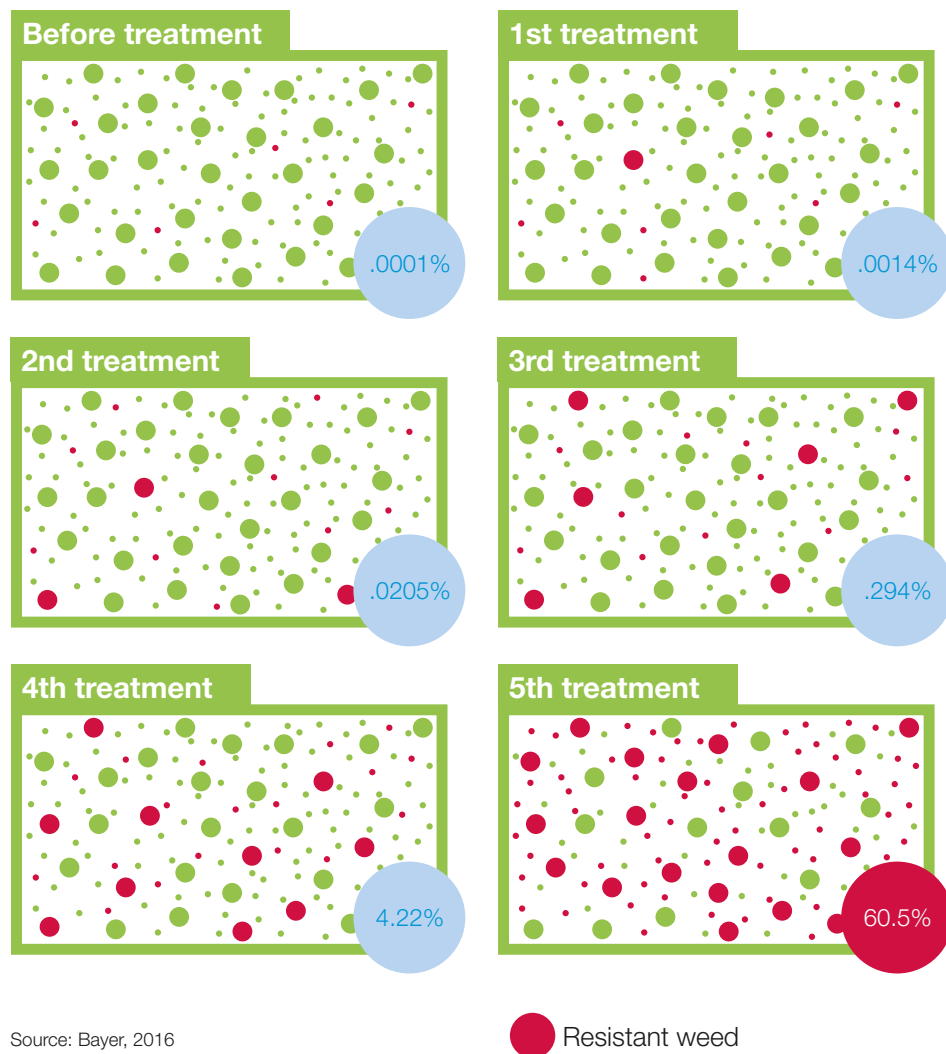 Before treatment
.0001%
1st treatment
.0014%
2nd treatment
.0205%
3rd treatment
.294%
4th treatment
4.22%
5th treatment
60.5%
Source: Bayer, 2016
Resistant weed